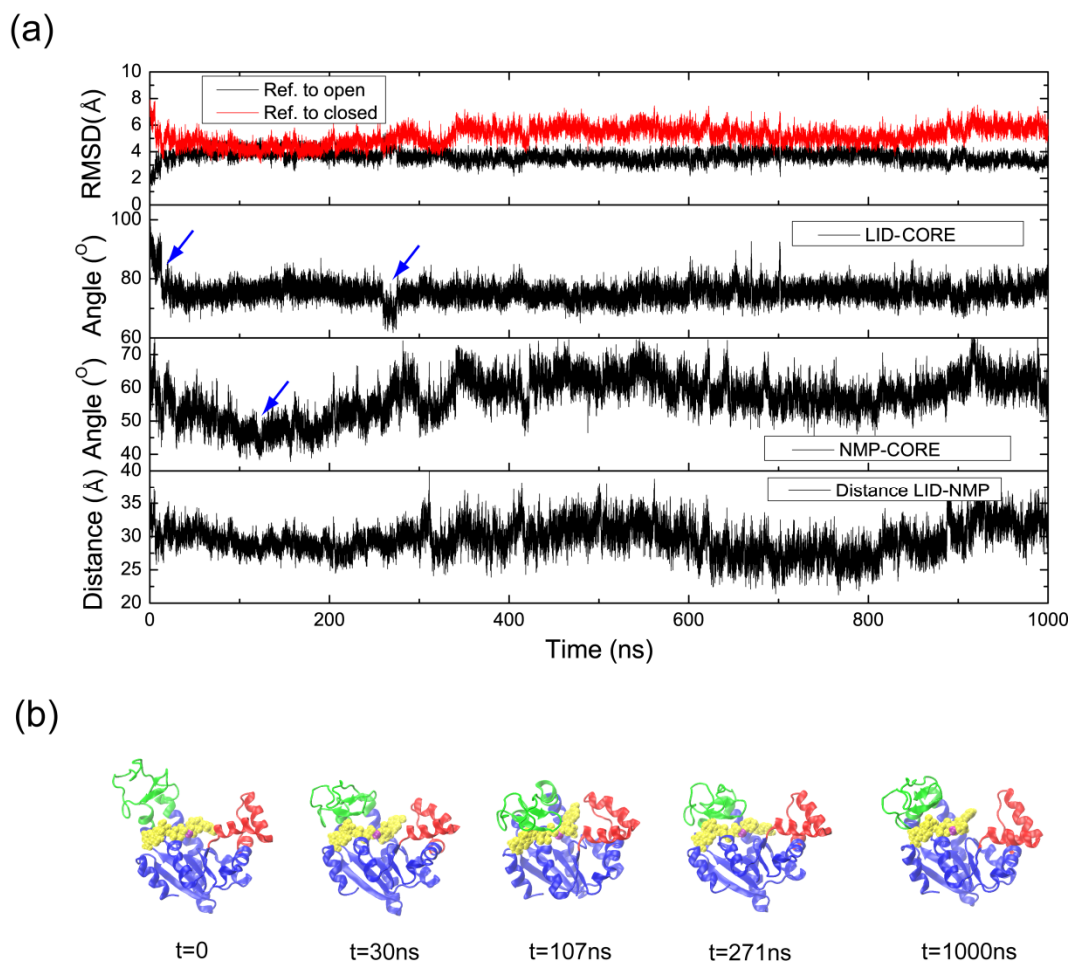 (a)
RMSD(Å)
10
8
6
4
2
0
Ref. to open
Ref. to closed
Angle (O)
100
80
60
LID-CORE
Angle (O)
70
60
50
40
NMP-CORE
Distance (Å)
40
35
30
25
20
Distance LID-NMP
0 200 400 600 800 1000
Time (ns)
(b)
t=0 t=30ns t=107ns t=271ns t=1000ns